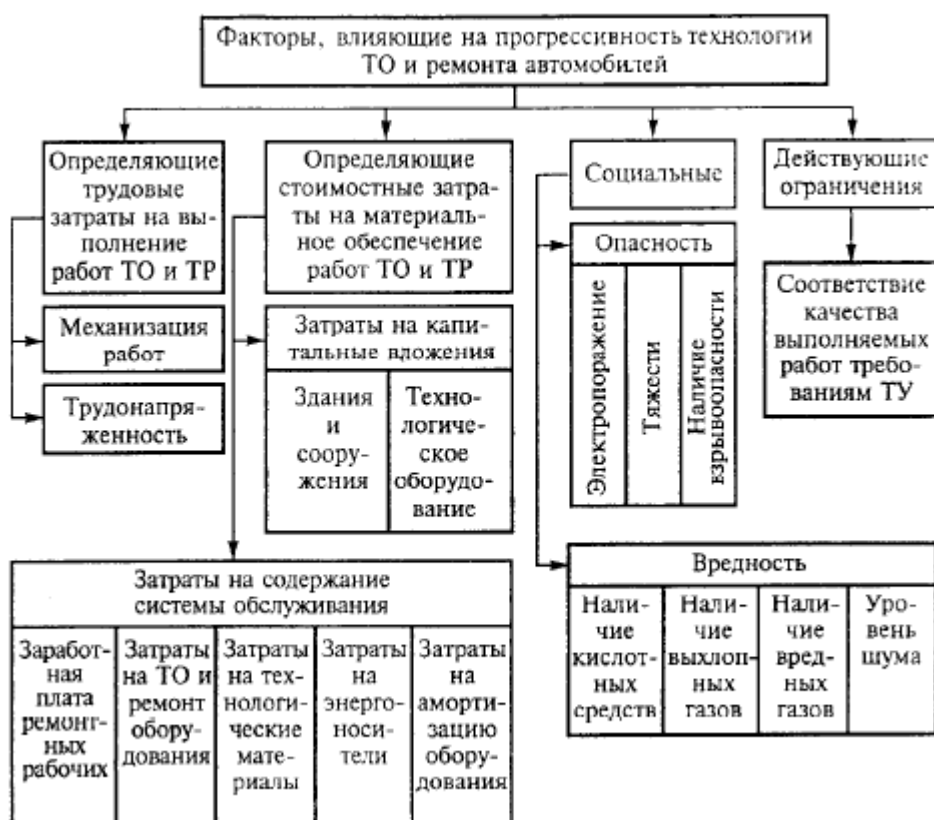 Факторы, влияющие на прогрессивность технологии
ТО и ремонта автомобилей
Определяющие
трудовые
затраты на вы-
полнение
работ ТО и ТР
Определяющие
стоимостные затра-
ты на материаль-
ное обеспечение
работ ТО и ТР
Социальные
Действующие
ограничения
Механизация
работ
Трудонапря-
женность
Затраты на капи-
тальные вложения
Здания
и
соору-
жения
Техно-
логиче-
ское
оборудо-
вание
Опасность
Электропоражение
Тяжести
Наличие
взрывоопасности
Соответствие
качества
выполняемых
работ требо-
ваниям ТУ
Затраты на содержание
системы обслуживания
Заработ-
ная
плата
ремонт-
ных
рабочих
Затраты
на ТО и
ремонт
обору-
дования
Затраты
на тех-
нологи-
ческие
мате-
риалы
Затраты
на
энерго-
носи-
тели
Затраты
на
аморти-
зацию
обору-
дования
Вредность
Нали-
чие
кислот-
ных
средств
Нали-
чие
выхлоп-
ных
газов
Нали-
чие
вред-
ных
газов
Уро-
вень
шума